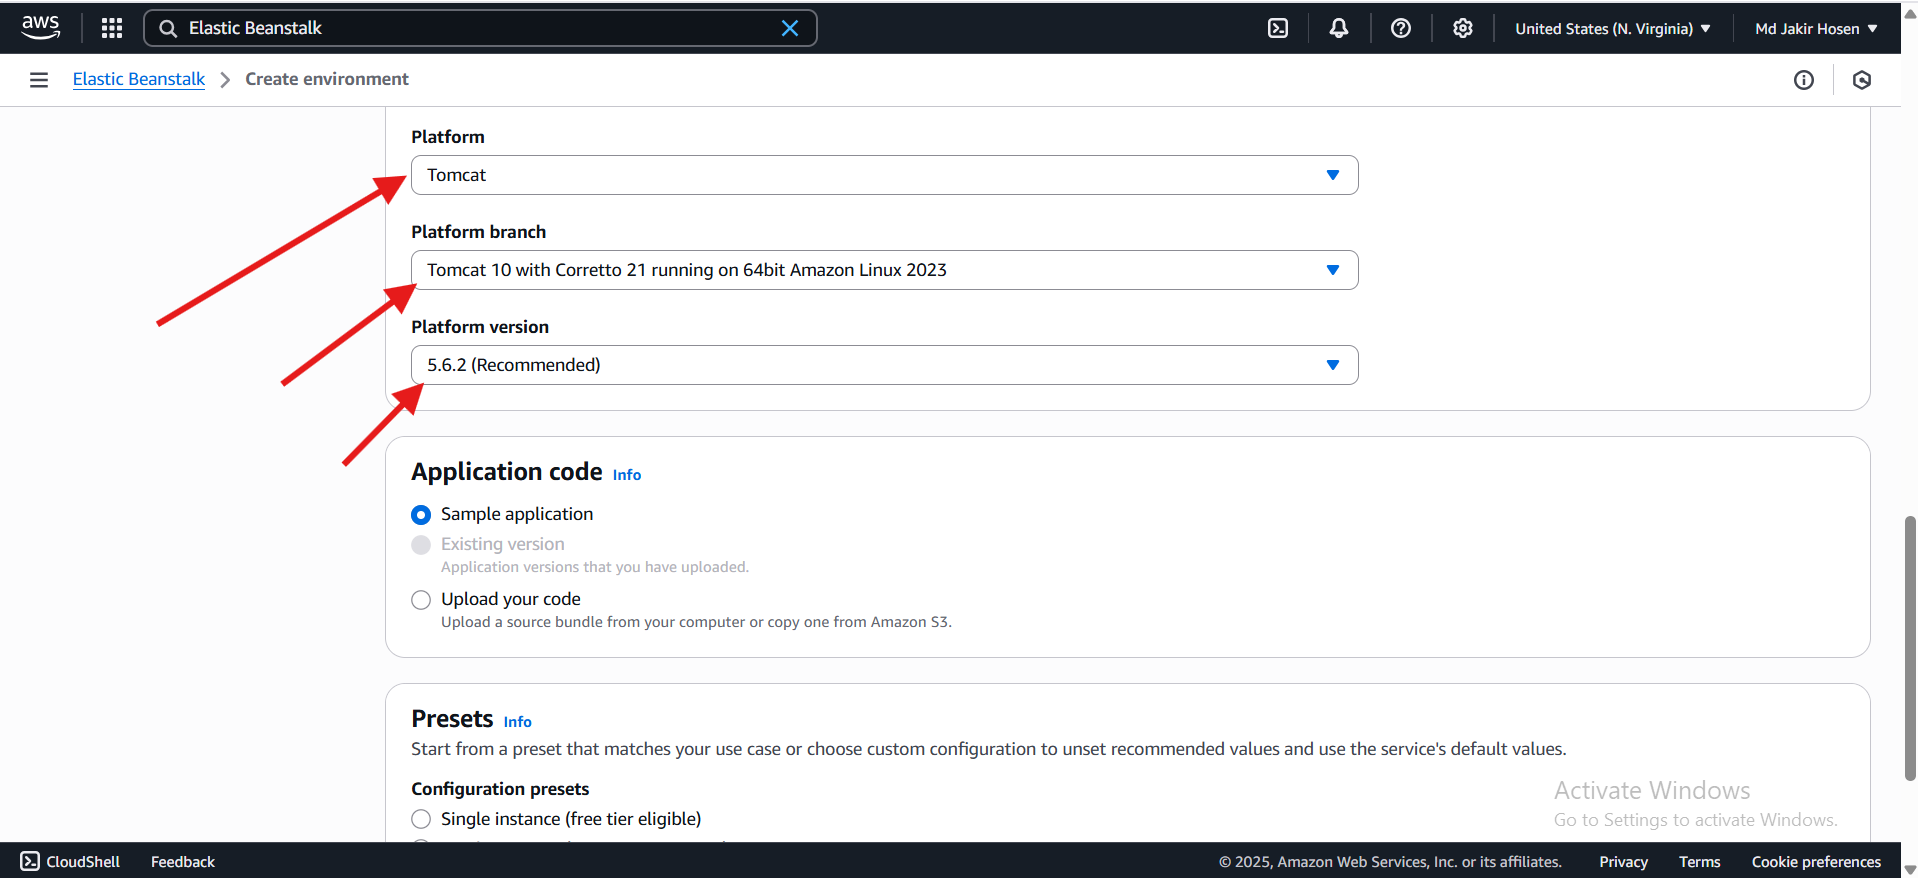 aws
Elastic Beanstalk
United States (N. Virginia)
Md Jakir Hosen
Elastic Beanstalk
Create environment
Platform
Tomcat
Platform branch
Tomcat 10 with Corretto 21 running on 64bit Amazon Linux 2023
Platform version
5.6.2 (Recommended)
Application code Info
Sample application
Existing version
Application versions that you have uploaded.
Upload your code
Upload a source bundle from your computer or copy one from Amazon S3.
Presets Info
Start from a preset that matches your use case or choose custom configuration to unset recommended values and use the service's default values.
Configuration presets
Single instance (free tier eligible)
Activate Windows
Go to Settings to activate Windows.
CloudShell
Feedback
© 2025, Amazon Web Services, Inc. or its affiliates.
Privacy
Terms
Cookie preferences